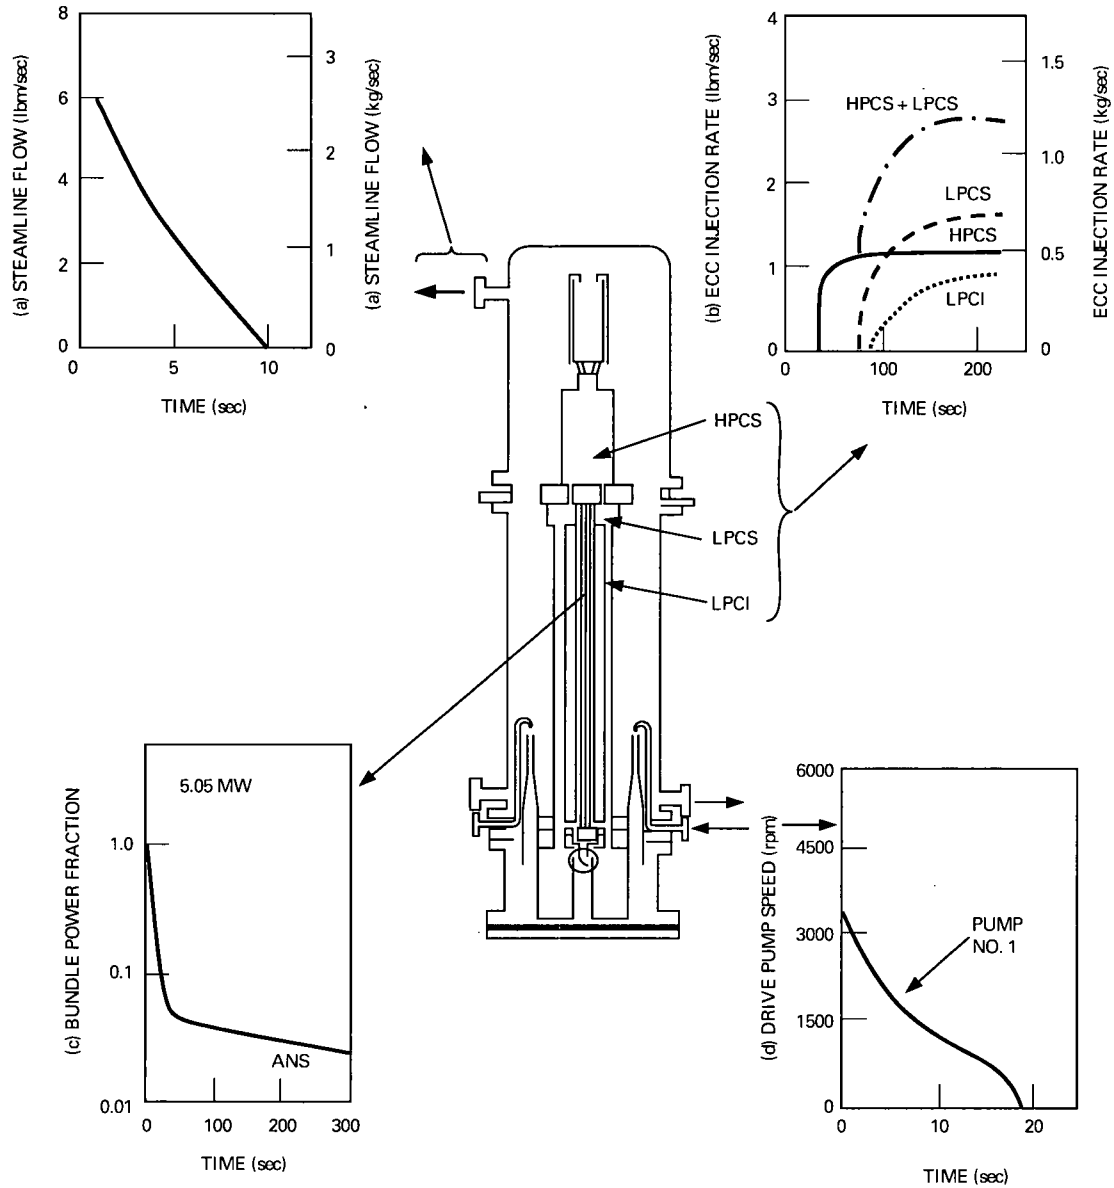 (a) STEAMLINE FLOW (lbm/sec)
8
6
4
2
0
0
5
10
TIME (sec)
3
2
1
0
(a) STEAMLINE FLOW (kg/sec)
(b) ECC INJECTION RATE (lbm/sec)
4
3
2
1
0
0
100
200
TIME (sec)
1.5
1.0
0.5
0
ECC INJECTION RATE (kg/sec)
HPCS + LPCS
LPCS
HPCS
LPCI
HPCS
LPCS
LPCI
(c) BUNDLE POWER FRACTION
5.05 MW
1.0
0.1
0.01
ANS
0
100
200
300
TIME (sec)
(d) DRIVE PUMP SPEED (rpm)
6000
4500
3000
1500
0
PUMP
NO. 1
0
10
20
TIME (sec)